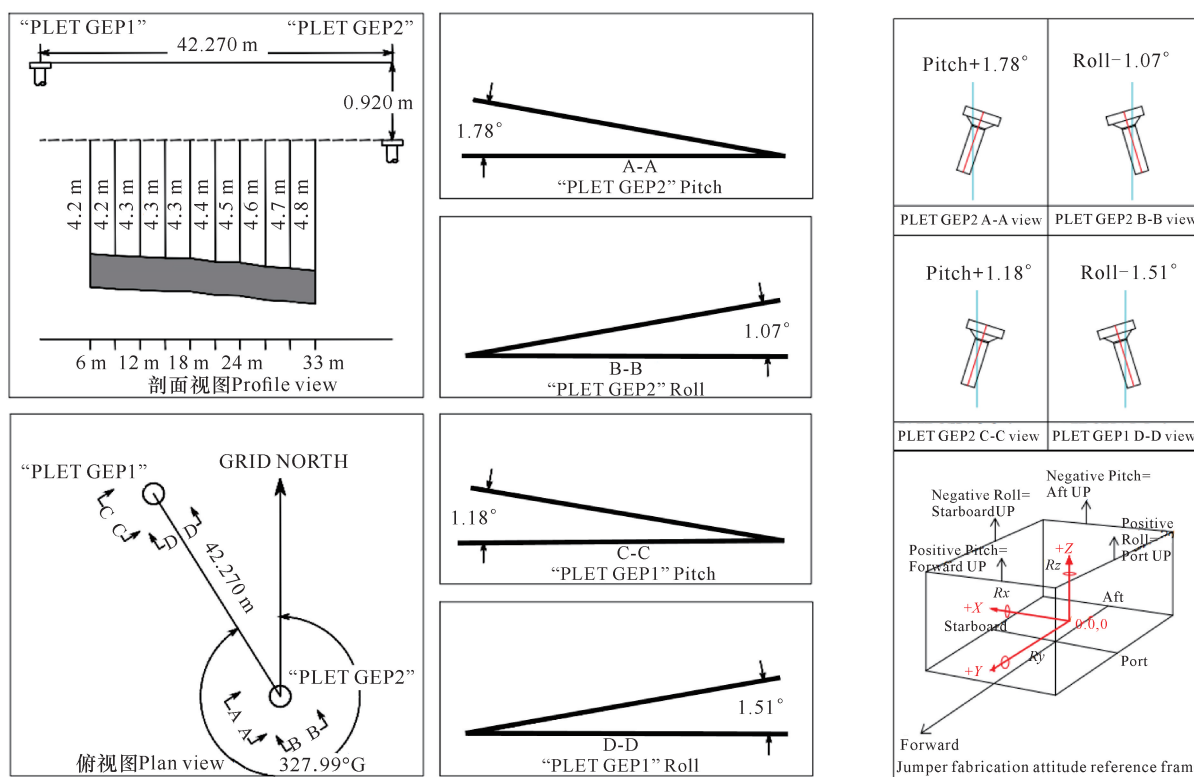 “PLET GEP1”
“PLET GEP2”
42.270 m
0.920 m
4.2 m
4.2 m
4.3 m
4.3 m
4.3 m
4.4 m
4.5 m
4.6 m
4.7 m
4.8 m
6 m 12 m 18 m 24 m 33 m
剖面视图Profile view
1.78°
A-A
“PLET GEP2” Pitch
1.07°
B-B
“PLET GEP2” Roll
“PLET GEP1”
GRID NORTH
C
C
D
D
42.270 m
“PLET GEP2”
A
A
B
B
俯视图Plan view
327.99°G
1.18°
C-C
“PLET GEP1” Pitch
1.51°
D-D
“PLET GEP1” Roll
Pitch+1.78°
Roll-1.07°
PLET GEP2 A-A view
PLET GEP2 B-B view
Pitch+1.18°
Roll-1.51°
PLET GEP2 C-C view
PLET GEP1 D-D view
Negative Pitch=
Aft UP
Negative Roll=
StarboardUP
Positive
Roll=
Port UP
Positive Pitch=
Forward UP
+Z
Rz
Rx
Aft
+X
0.0,0
Starboard
Ry
Port
+Y
Forward
Jumper fabrication attitude reference fram